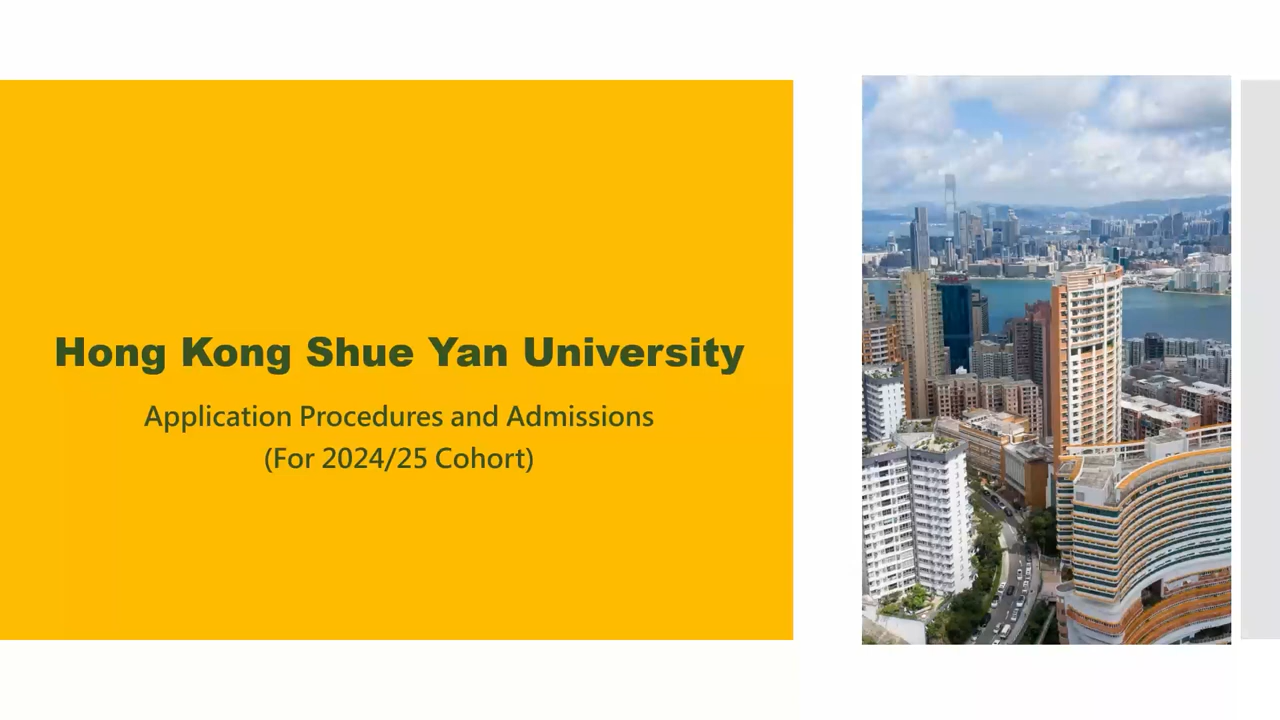 Hong Kong Shue Yan University
Application Procedures and Admissions
(For 2024/25 Cohort)